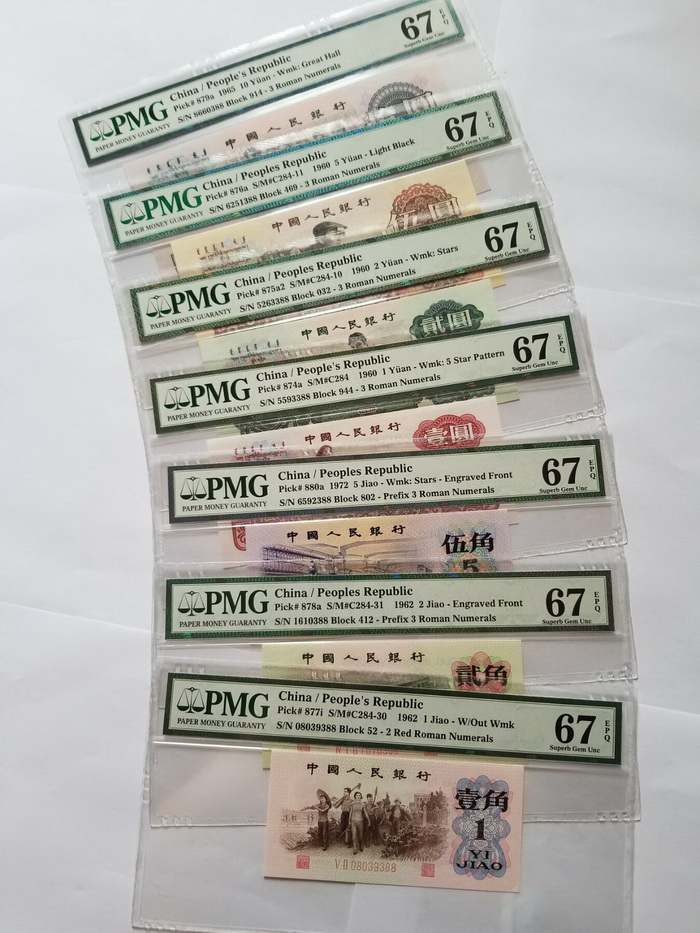 PMG
PAPER MONEY GUARANTY
China / People's Republic
Pick# 879a 1965 10 Yüan - Wmk: Great Hall
S/N 8660388 Block 914 - 3 Roman Numerals
67 EPQ
Superb Gem Unc
中國人民銀行
PMG
PAPER MONEY GUARANTY
China / Peoples Republic
Pick# 876a S/M#C284-11 1960 5 Yüan - Light Black
S/N 6251388 Block 469 - 3 Roman Numerals
67 EPQ
Superb Gem Unc
中國人民銀行
伍圓
PMG
PAPER MONEY GUARANTY
China / Peoples Republic
Pick# 875a2 S/M#C284-10 1960 2 Yüan - Wmk: Stars
S/N 5263388 Block 032 - 3 Roman Numerals
67 EPQ
Superb Gem Unc
中國人民銀行
貳圓
PMG
PAPER MONEY GUARANTY
China / People's Republic
Pick# 874a S/M#C284 1960 1 Yüan - Wmk: 5 Star Pattern
S/N 5593388 Block 944 - 3 Roman Numerals
67 EPQ
Superb Gem Unc
中國人民銀行
壹圓
PMG
PAPER MONEY GUARANTY
China / Peoples Republic
Pick# 880a 1972 5 Jiao - Wmk: Stars - Engraved Front
S/N 6592388 Block 802 - Prefix 3 Roman Numerals
67 EPQ
Superb Gem Unc
中國人民銀行
伍角
5
PMG
PAPER MONEY GUARANTY
China / Peoples Republic
Pick# 878a S/M#C284-31 1962 2 Jiao - Engraved Front
S/N 1610388 Block 412 - Prefix 3 Roman Numerals
67 EPQ
Superb Gem Unc
中國人民銀行
貳角
PMG
PAPER MONEY GUARANTY
China / People's Republic
Pick# 877i S/M#C284-30 1962 1 Jiao - W/Out Wmk
S/N 08039388 Block 52 - 2 Red Roman Numerals
67 EPQ
Superb Gem Unc
中國人民銀行
壹角
1
YI
JIAO
V II 08039388